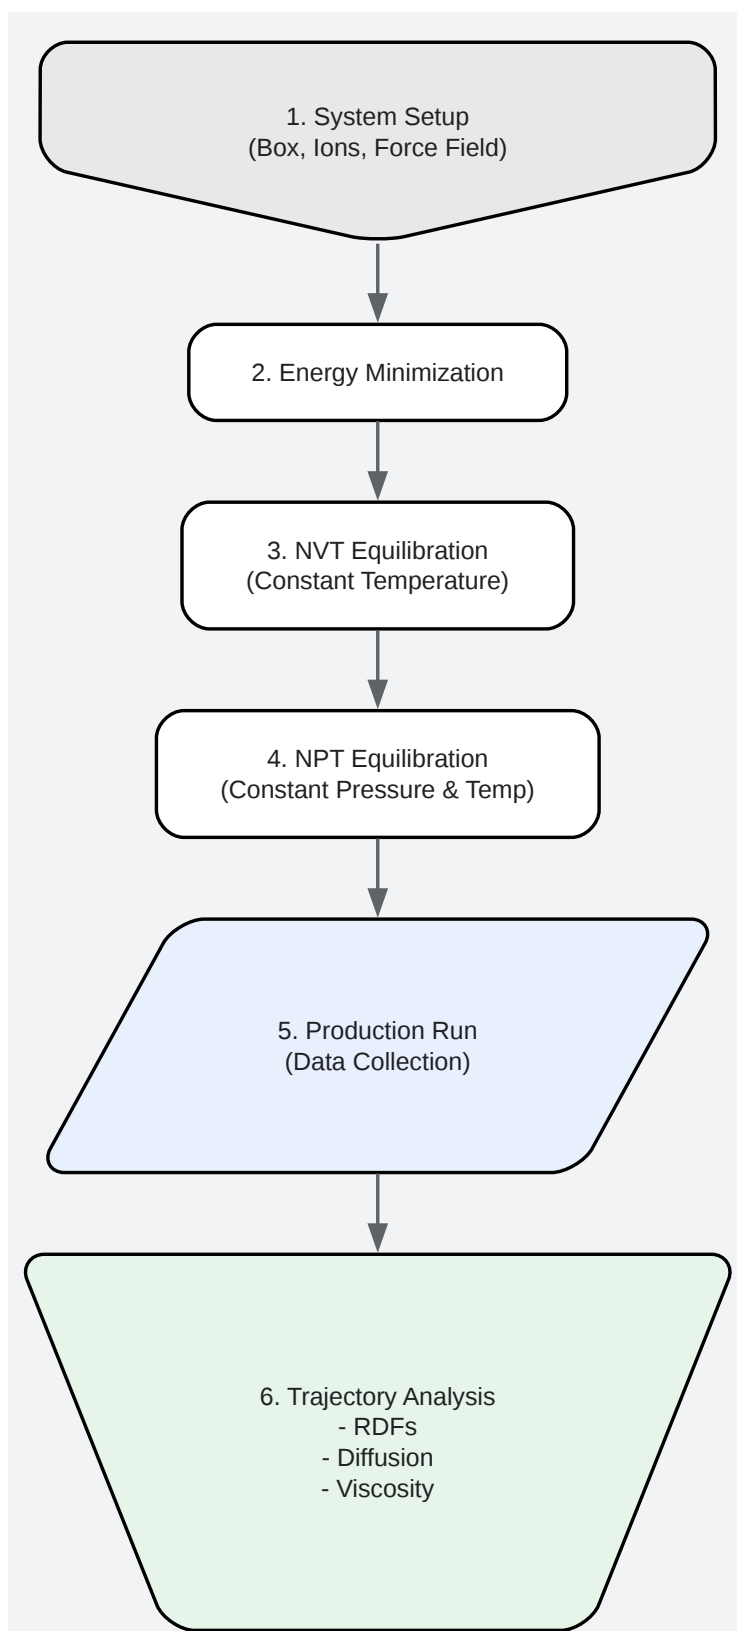 1. System Setup
(Box, Ions, Force Field)
2. Energy Minimization
3. NVT Equilibration
(Constant Temperature)
4. NPT Equilibration
(Constant Pressure & Temp)
5. Production Run
(Data Collection)
6. Trajectory Analysis
- RDFs
- Diffusion
- Viscosity